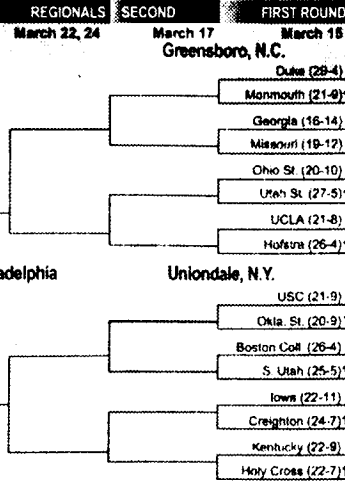 REGIONALS SECOND FIRST ROUND
March 22, 24 March 17 March 15
Greensboro, N.C.
Duke (29-4)
Monmouth (21-9)*
Georgia (16-14)
Missouri (19-12)
Ohio St. (20-10)
Utah St. (27-5)*
UCLA (21-8)
Hofstra (26-4)*
adelphia Uniondale, N.Y.
USC (21-9)
Okla. St. (20-9)
Boston Coll. (26-4)
S. Utah (25-5)*
Iowa (22-11)
Creighton (24-7)*
Kentucky (22-9)
Holy Cross (22-7)*